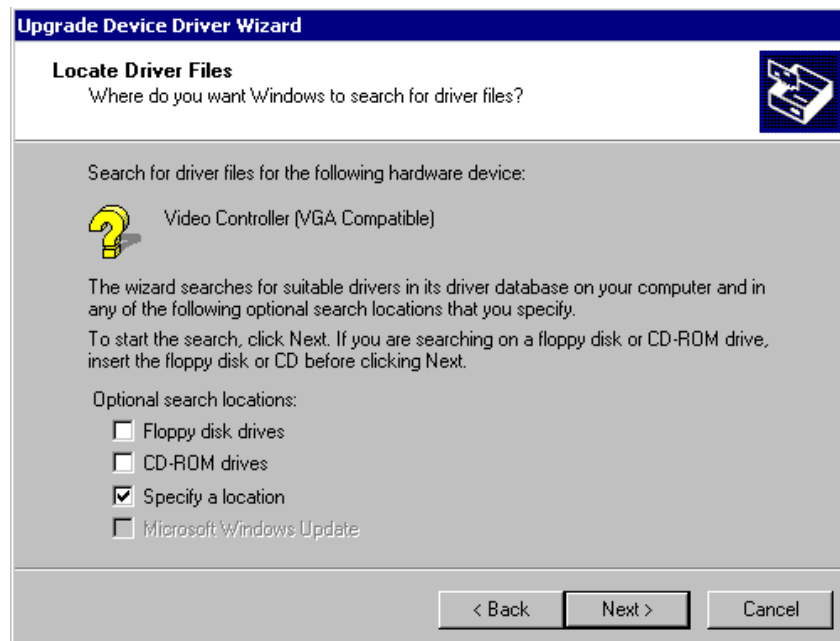 Upgrade Device Driver Wizard
Locate Driver Files
Where do you want Windows to search for driver files?
Search for driver files for the following hardware device:
Video Controller (VGA Compatible)
The wizard searches for suitable drivers in its driver database on your computer and in
any of the following optional search locations that you specify.
To start the search, click Next. If you are searching on a floppy disk or CD-ROM drive,
insert the floppy disk or CD before clicking Next.
Optional search locations:
Floppy disk drives
CD-ROM drives
Specify a location
Microsoft Windows Update
< Back Next > Cancel